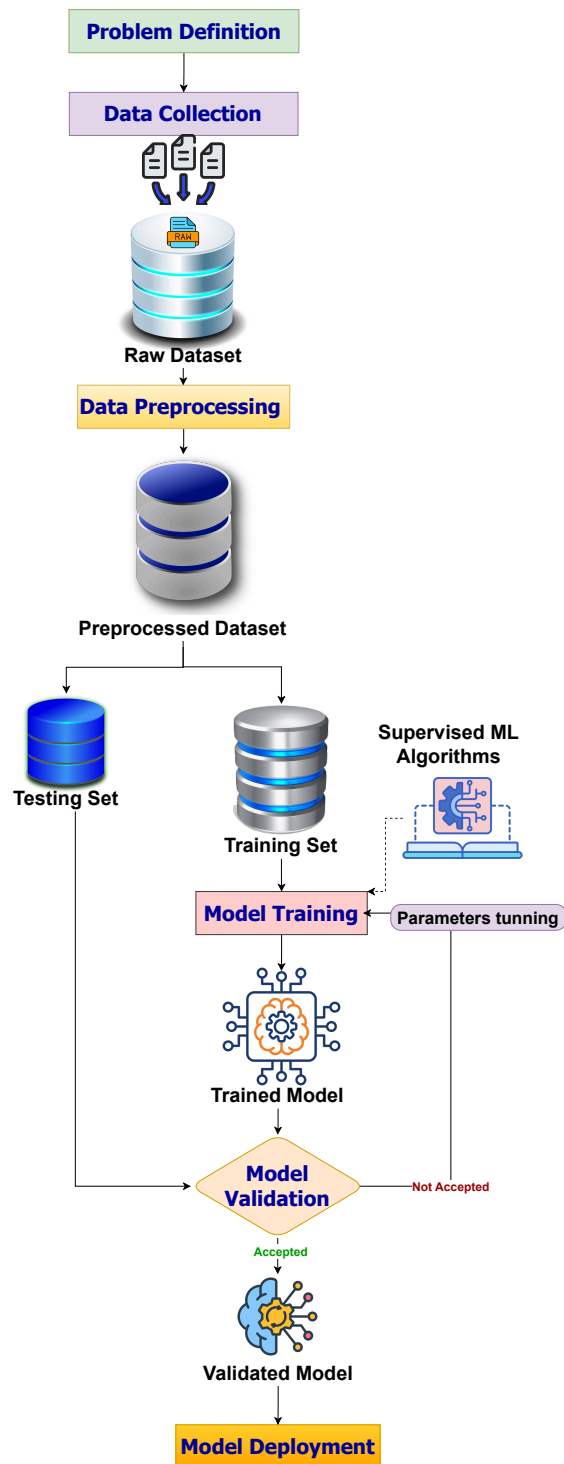 Problem Definition
Data Collection
RAW
Raw Dataset
Data Preprocessing
Preprocessed Dataset
Testing Set
Training Set
Supervised ML
Algorithms
Model Training
Parameters tunning
Trained Model
Model
Validation
Not Accepted
Accepted
Validated Model
Model Deployment